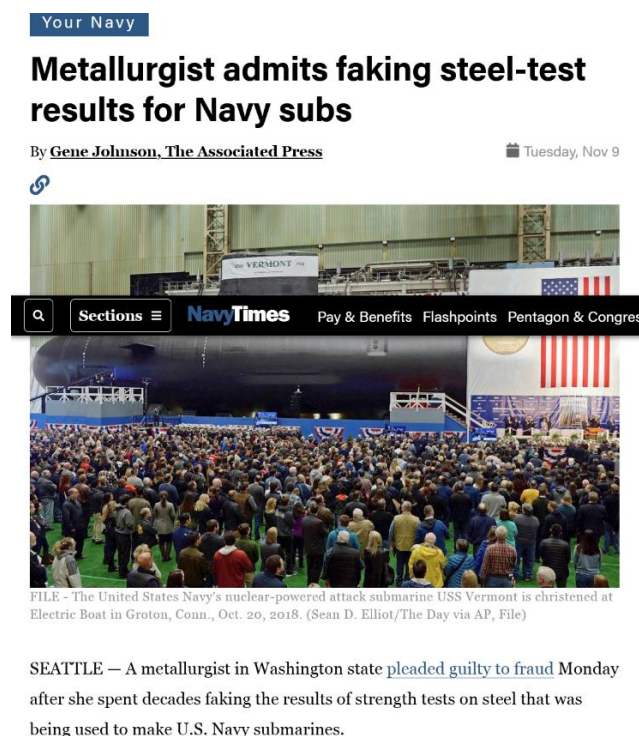 Your Navy
Metallurgist admits faking steel-test
results for Navy subs
By Gene Johnson, The Associated Press
Tuesday, Nov 9
VERMONT
Sections
NavyTimes
Pay & Benefits
Flashpoints
Pentagon & Congres
FILE - The United States Navy's nuclear-powered attack submarine USS Vermont is christened at
Electric Boat in Groton, Conn., Oct. 20, 2018. (Sean D. Elliot/The Day via AP, File)
SEATTLE — A metallurgist in Washington state pleaded guilty to fraud Monday
after she spent decades faking the results of strength tests on steel that was
being used to make U.S. Navy submarines.